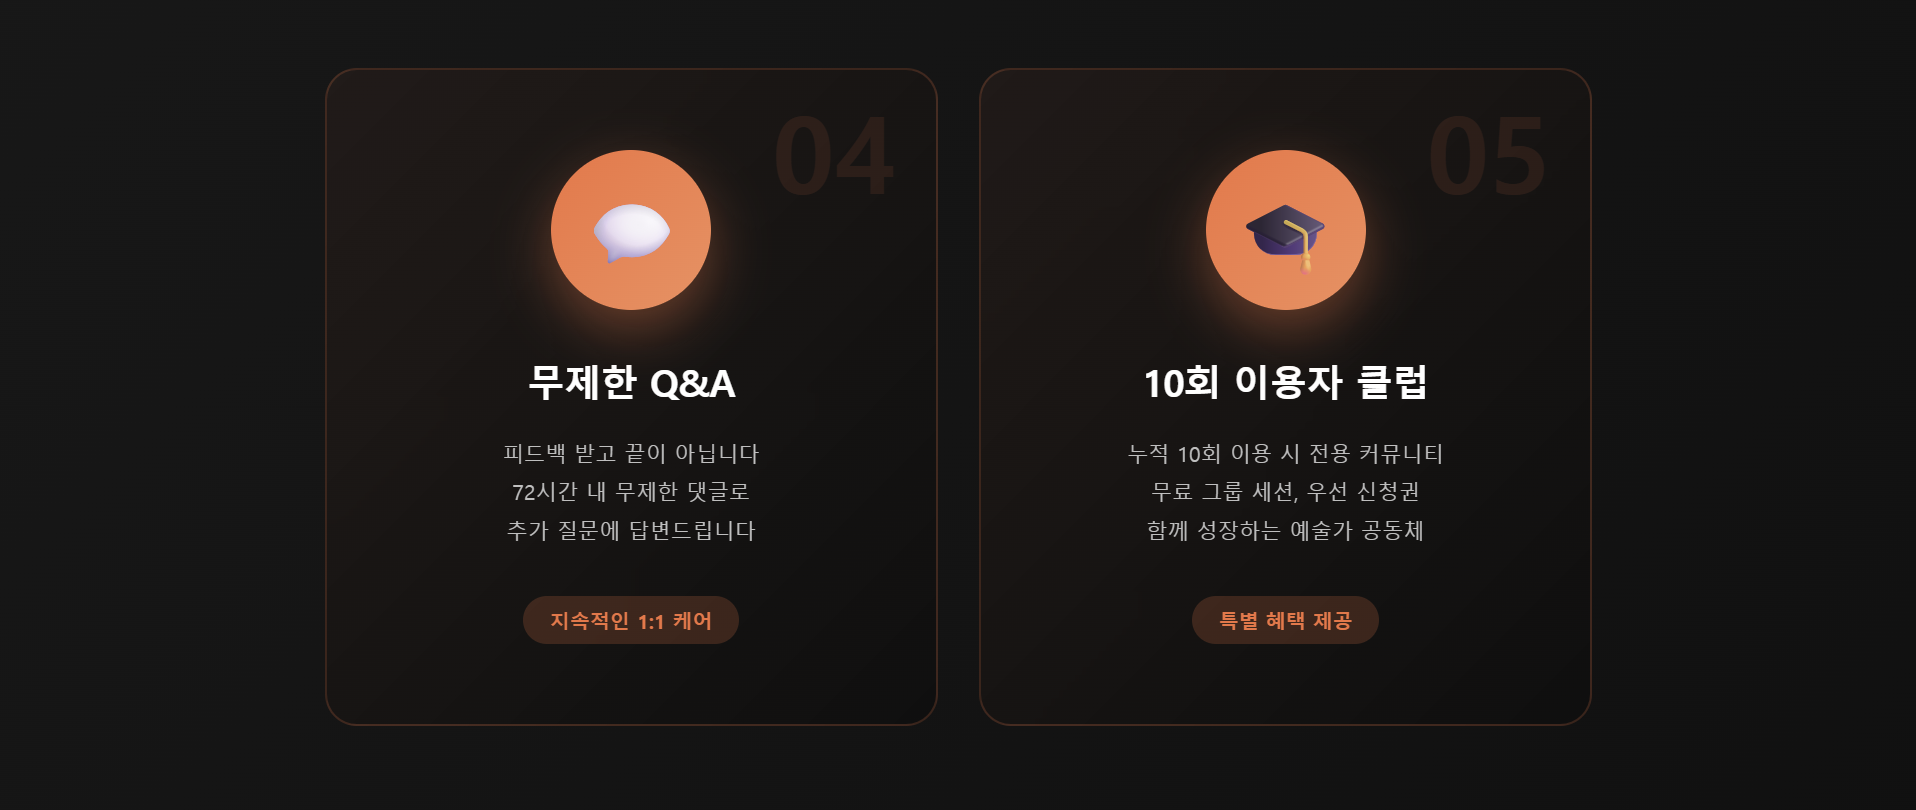 04
무제한 Q&A
피드백 받고 끝이 아닙니다
72시간 내 무제한 댓글로
추가 질문에 답변드립니다
지속적인 1:1 케어
05
10회 이용자 클럽
누적 10회 이용 시 전용 커뮤니티
무료 그룹 세션, 우선 신청권
함께 성장하는 예술가 공동체
특별 혜택 제공